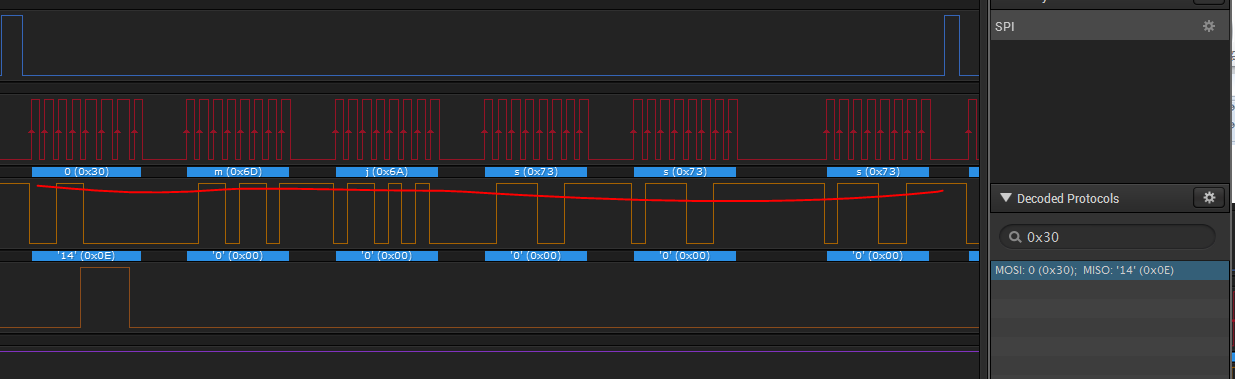 SPI
0 (0x30) m (0x6D) j (0x6A) s (0x73) s (0x73) s (0x73)
Decoded Protocols
0x30
'14' (0x0E) '0' (0x00) '0' (0x00) '0' (0x00) '0' (0x00) '0' (0x00)
MOSI: 0 (0x30); MISO: '14' (0x0E)